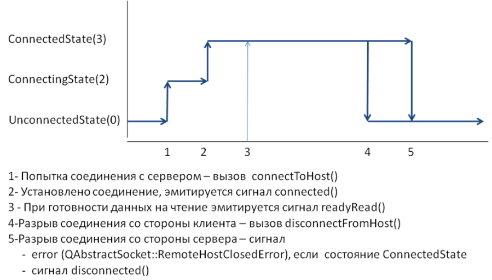 ConnectedState(3)
ConnectingState(2)
UnconnectedState(0)
1 2 3 4 5
1- Попытка соединения с сервером – вызов connectToHost()
2- Установлено соединение, эмитируется сигнал connected()
3 - При готовности данных на чтение эмитируется сигнал readyRead()
4-Разрыв соединения со стороны клиента – вызов disconnectFromHost()
5-Разрыв соединения со стороны сервера – сигнал
- error (QAbstractSocket::RemoteHostClosedError), если состояние ConnectedState
- сигнал disconnected()